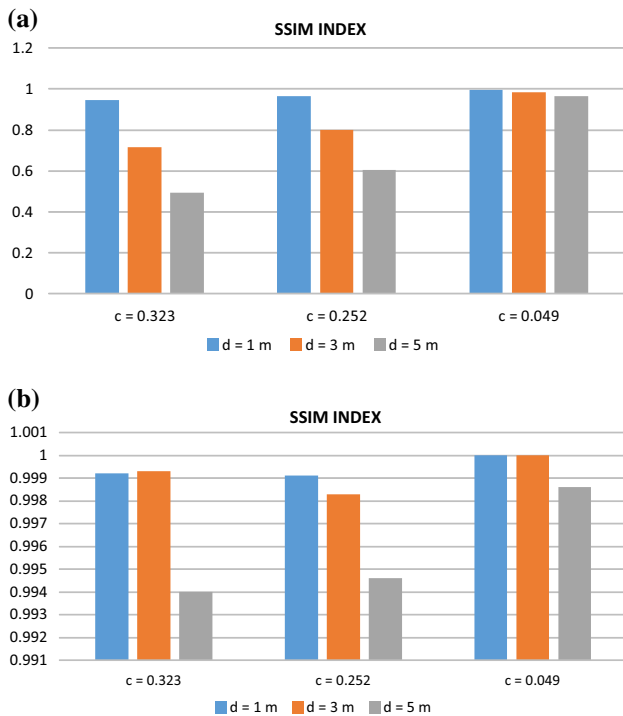 (a)
SSIM INDEX
1.2
1
0.8
0.6
0.4
0.2
0
c = 0.323 c = 0.252 c = 0.049
d = 1 m d = 3 m d = 5 m
(b)
SSIM INDEX
1.001
1
0.999
0.998
0.997
0.996
0.995
0.994
0.993
0.992
0.991
c = 0.323 c = 0.252 c = 0.049
d = 1 m d = 3 m d = 5 m